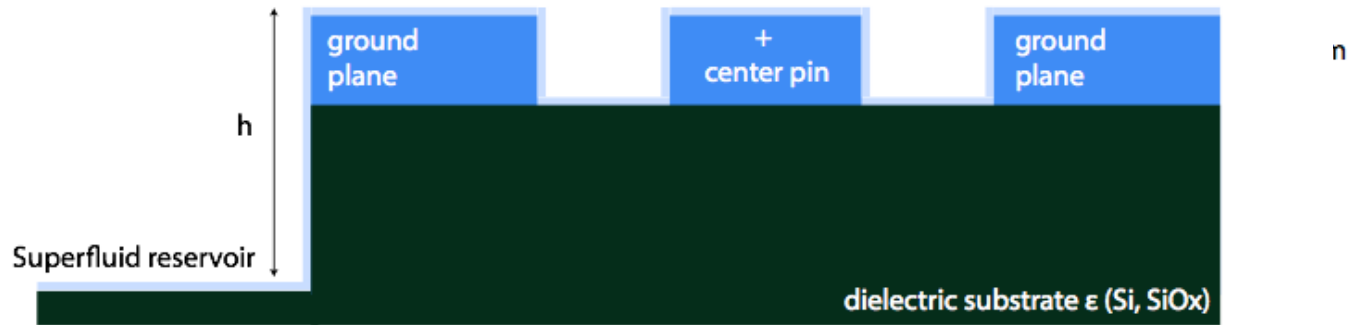 ground
plane
+
center pin
ground
plane
n
h
Superfluid reservoir
dielectric substrate ε (Si, SiOx)